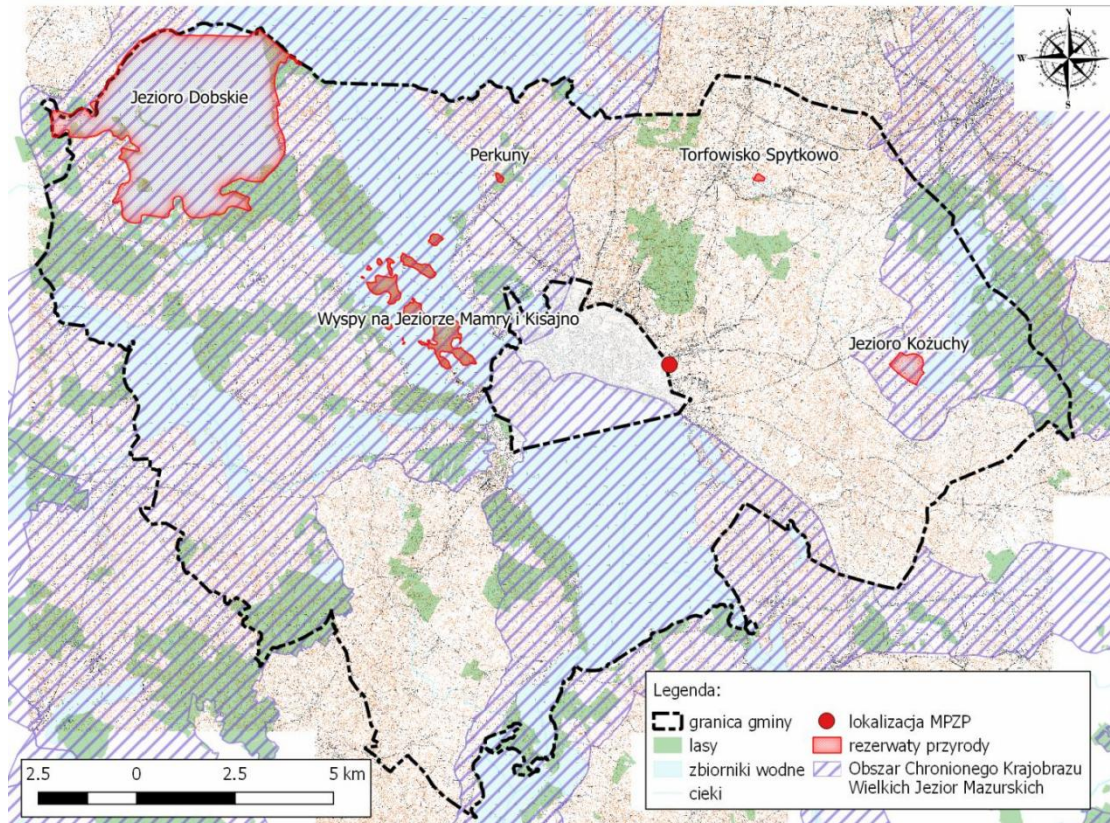 N
W
S
Jezioro Dobskie
Perkuny
Torfowisko Spytkowo
Wyspy na Jeziorze Mamry i Kisajno
Jezioro Kożuchy
Legenda:
granica gminy
lokalizacja MPZP
lasy
rezerwaty przyrody
zbiorniki wodne
Obszar Chronionego Krajobrazu
Wielkich Jezior Mazurskich
cieki
2.5 0 2.5 5 km